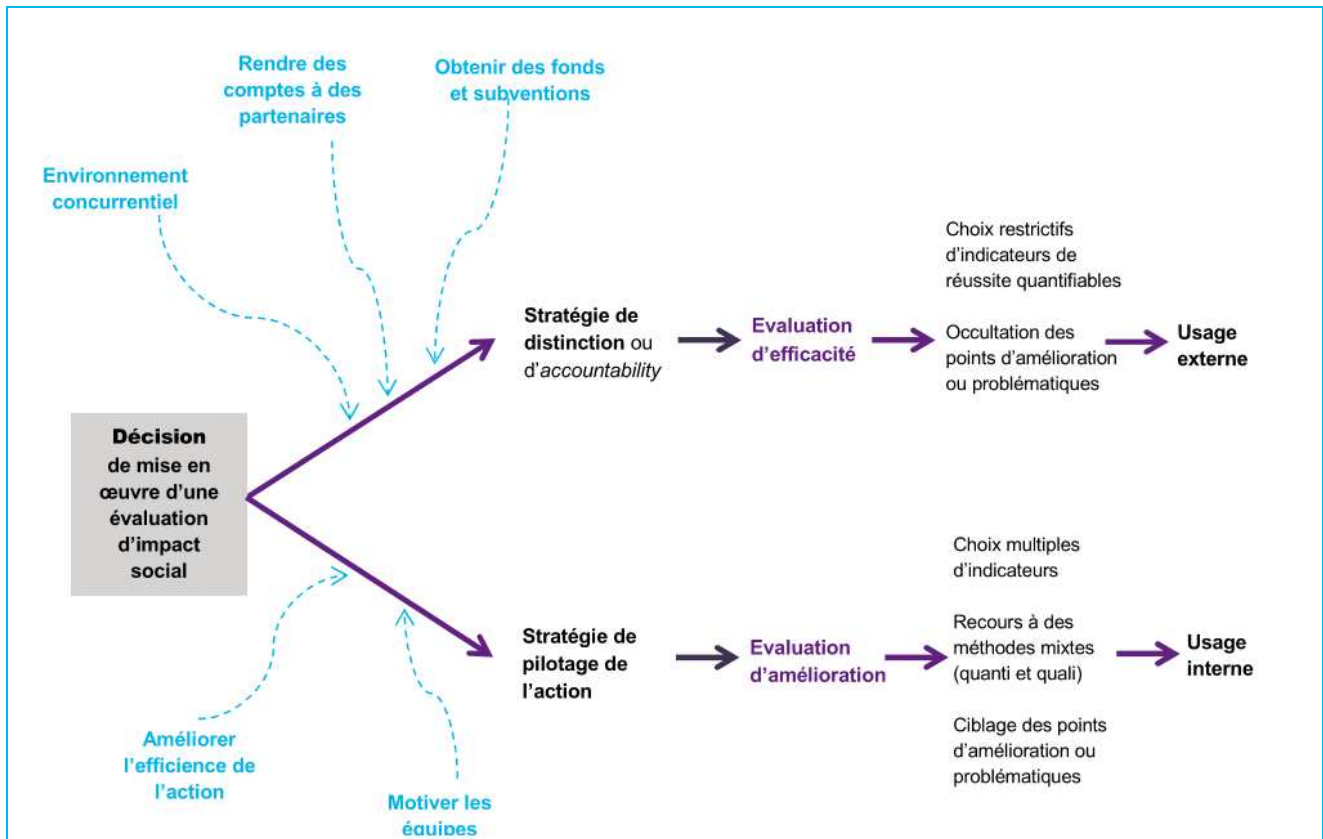 Rendre des
comptes à des
partenaires
Obtenir des fonds
et subventions
Environnement
concurrentiel
Décision
de mise en
œuvre d'une
évaluation
d'impact
social
Stratégie de
distinction ou
d'accountability
Evaluation
d'efficacité
Choix restrictifs
d'indicateurs de
réussite quantifiables
Occultation des
points d'amélioration
ou problématiques
Usage
externe
Améliorer
l'efficience de
l'action
Motiver les
équipes
Stratégie de
pilotage de
l'action
Evaluation
d'amélioration
Choix multiples
d'indicateurs
Recours à des
méthodes mixtes
(quanti et quali)
Ciblage des points
d'amélioration ou
problématiques
Usage
interne